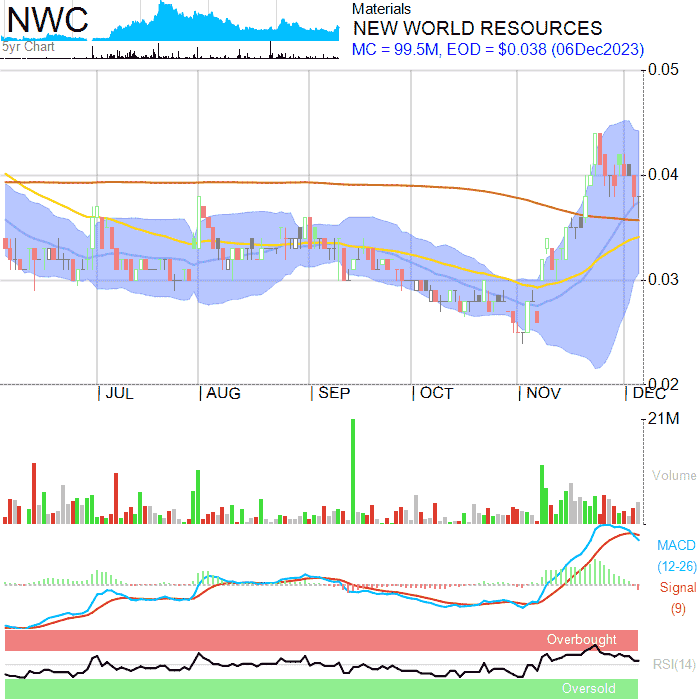 NWC
5yr Chart
Materials
NEW WORLD RESOURCES
MC = 99.5M, EOD = $0.038 (06Dec2023)
0.05
0.04
0.03
0.02
JUL
AUG
SEP
OCT
NOV
DEC
21M
Volume
MACD
(12-26)
Signal
(9)
Overbought
RSI(14)
Oversold